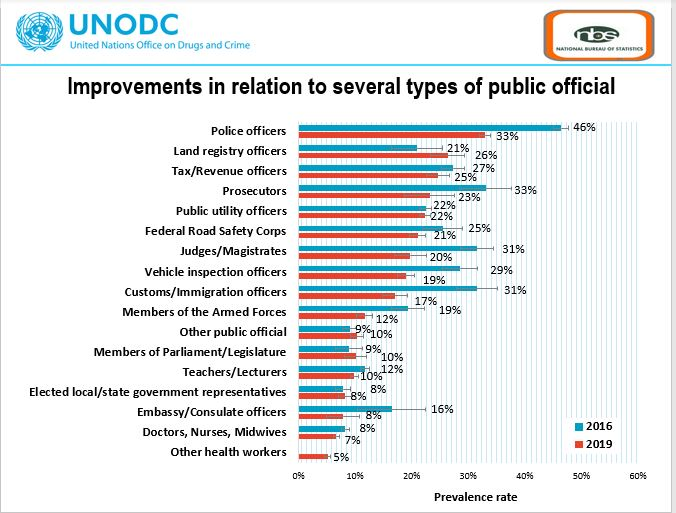 UNODC
United Nations Office on Drugs and Crime
nbs
NATIONAL BUREAU OF STATISTICS
Improvements in relation to several types of public official
Police officers 46% 33%
Land registry officers 21% 26%
Tax/Revenue officers 27% 25%
Prosecutors 33% 23%
Public utility officers 22% 22%
Federal Road Safety Corps 25% 21%
Judges/Magistrates 31% 20%
Vehicle inspection officers 29% 19%
Customs/Immigration officers 31% 17%
Members of the Armed Forces 19% 12%
Other public official 9% 10%
Members of Parliament/Legislature 9% 10%
Teachers/Lecturers 12% 10%
Elected local/state government representatives 8% 8%
Embassy/Consulate officers 16% 8%
Doctors, Nurses, Midwives 8% 7%
Other health workers 5%
2016
2019
0% 10% 20% 30% 40% 50% 60%
Prevalence rate